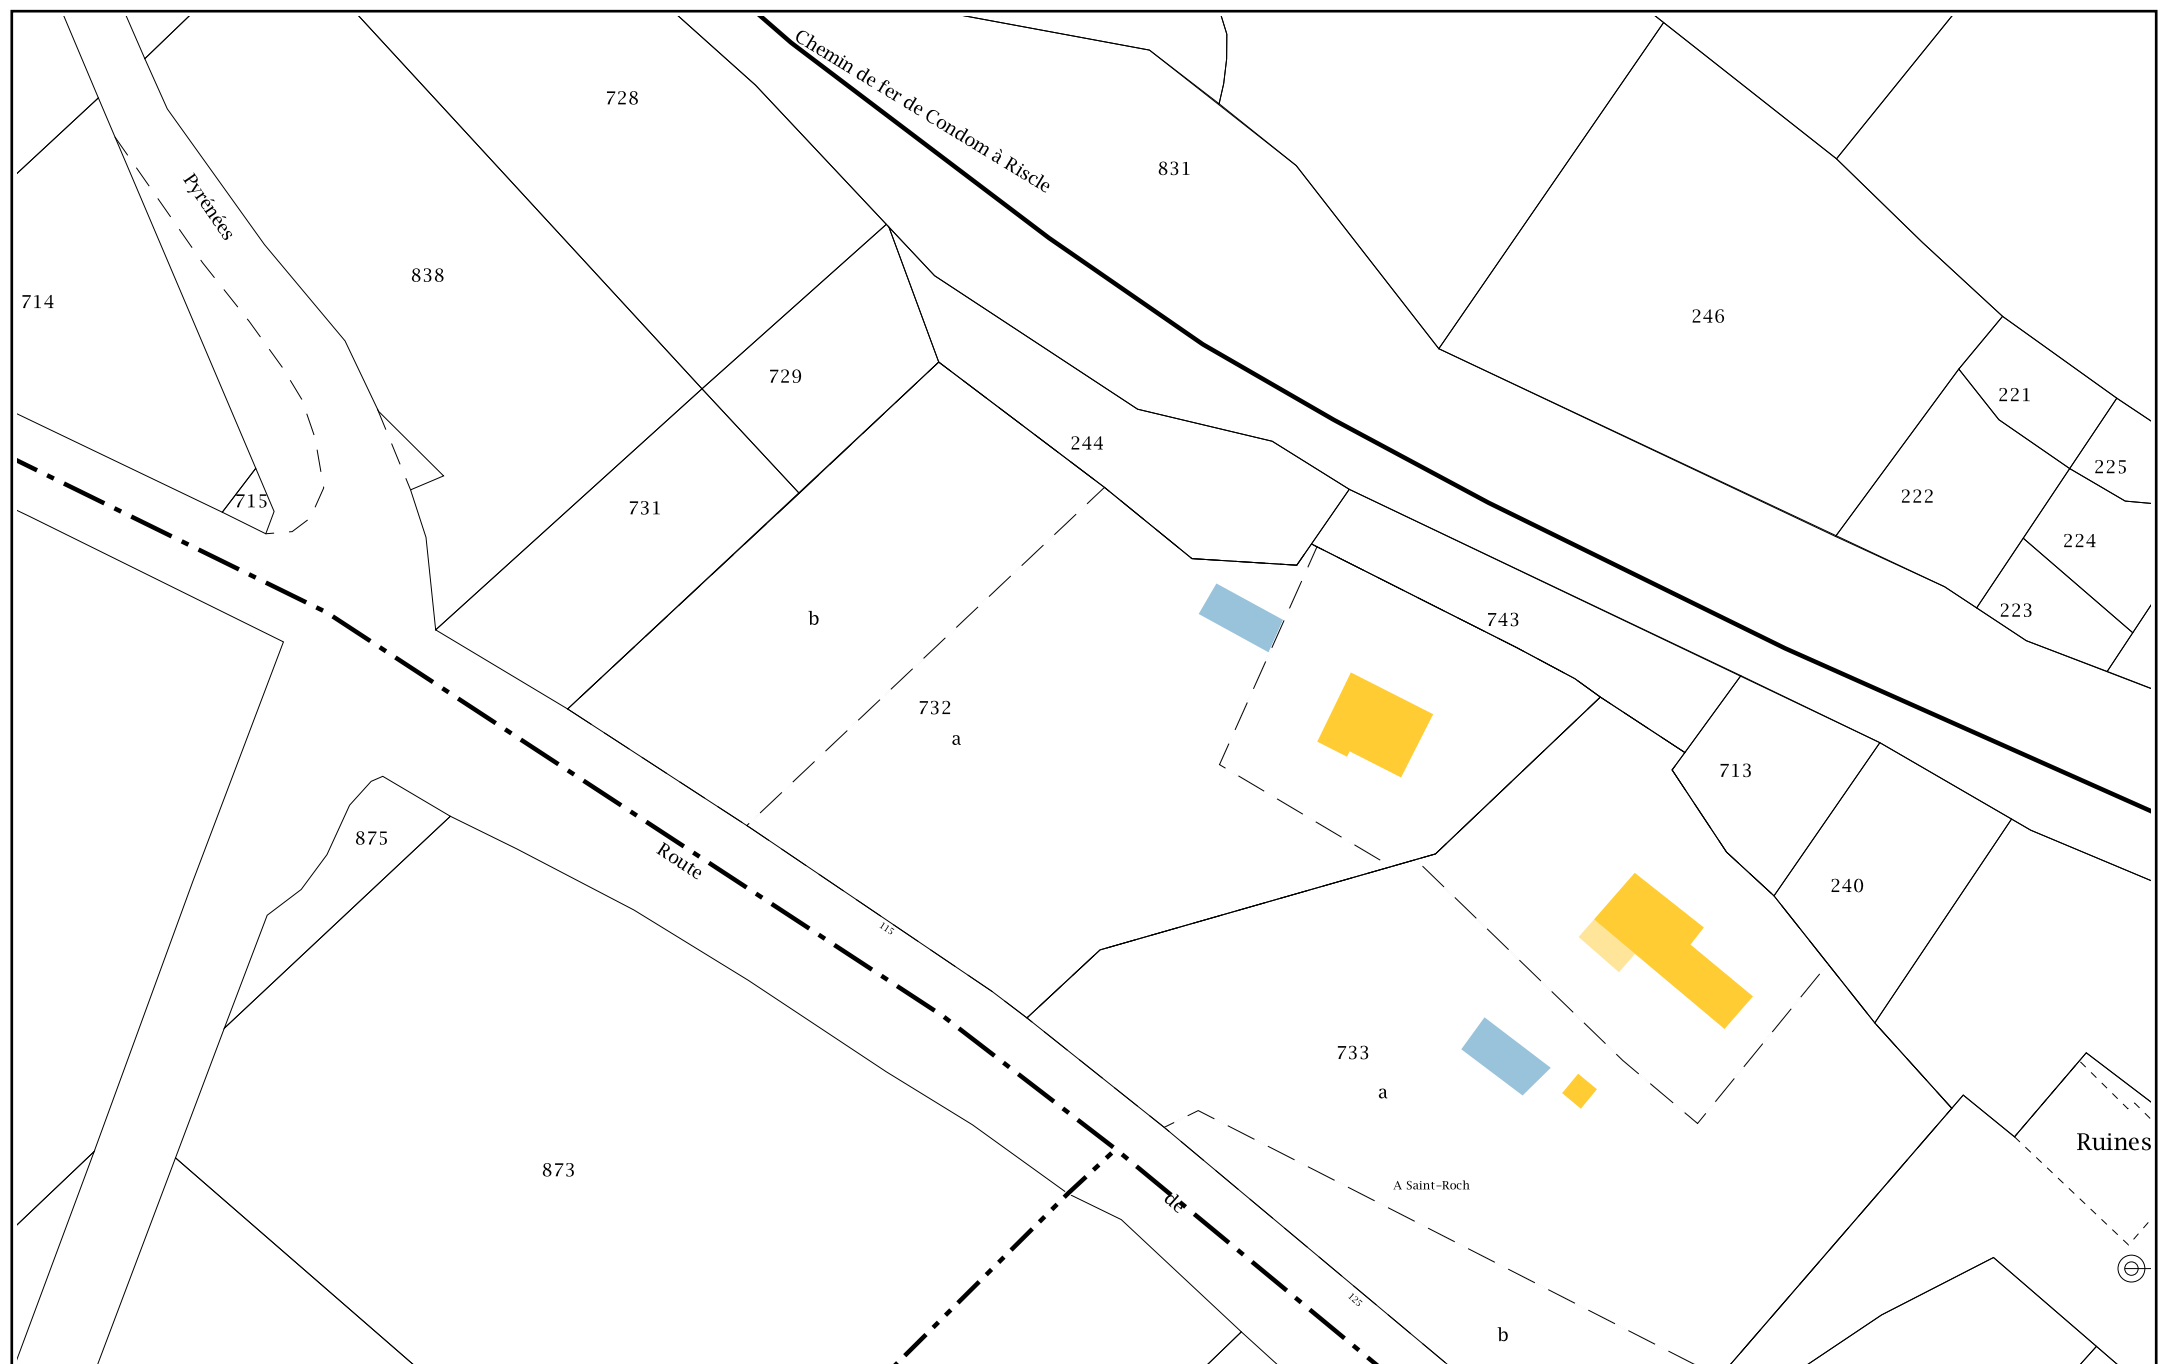 Chemin de fer de Condom à Riscle
728
831
Pyrénées
838
714
246
729
221
244
225
715
731
222
224
223
b
743
732
a
713
875
Route
240
115
733
a
Ruines
873
A Saint-Roch
de
125
b